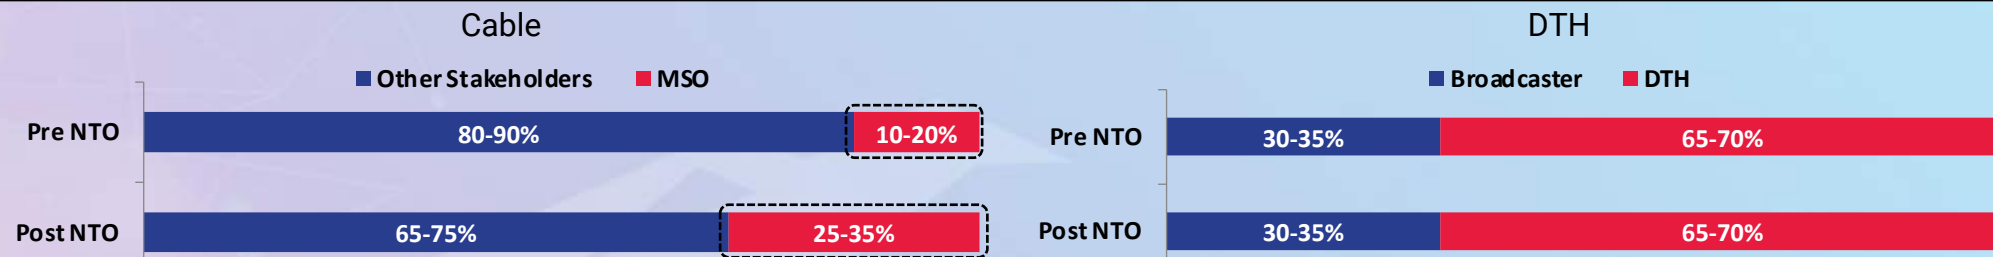 Cable
Other Stakeholders MSO
Pre NTO 80-90% 10-20%
Post NTO 65-75% 25-35%
DTH
Broadcaster DTH
Pre NTO 30-35% 65-70%
Post NTO 30-35% 65-70%